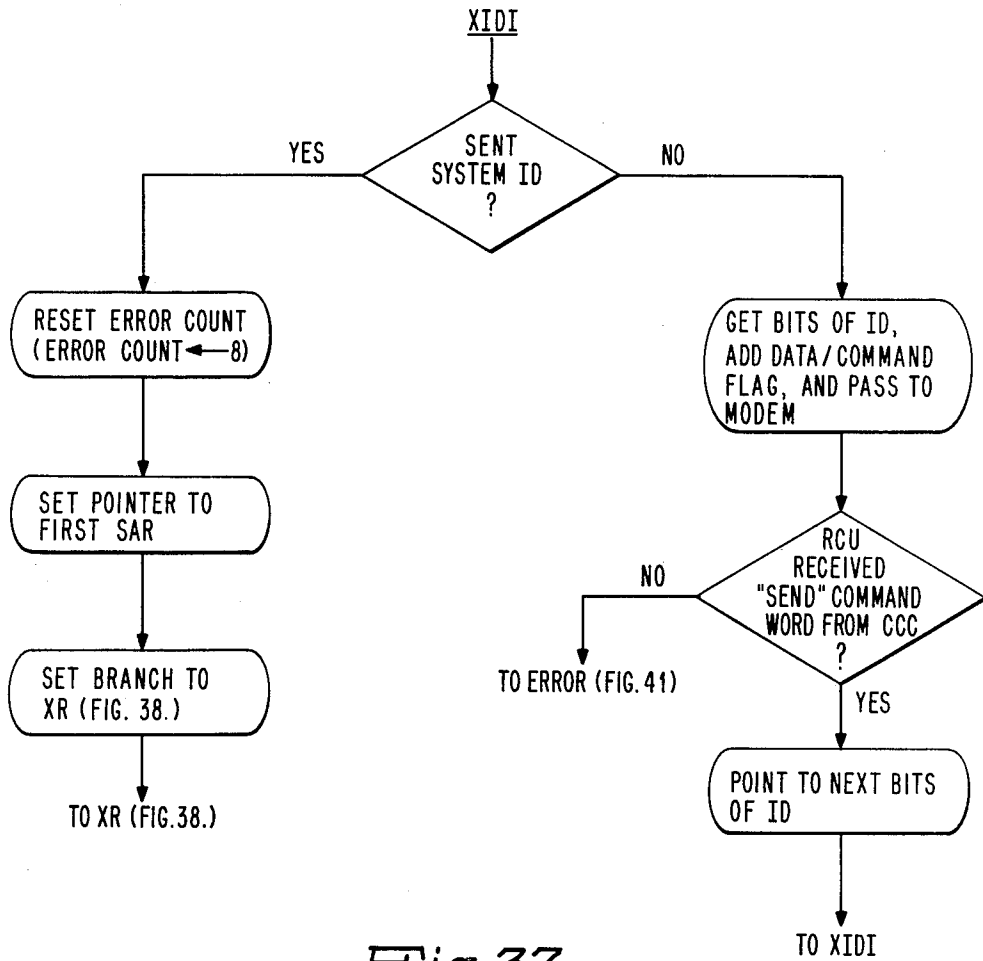 XIDI
SENT
SYSTEM ID
?
YES
NO
RESET ERROR COUNT
(ERROR COUNT ← 8)
SET POINTER TO
FIRST SAR
SET BRANCH TO
XR (FIG. 38.)
TO XR (FIG.38.)
GET BITS OF ID,
ADD DATA/COMMAND
FLAG, AND PASS TO
MODEM
RCU
RECEIVED
"SEND" COMMAND
WORD FROM CCC
?
NO
TO ERROR (FIG. 41)
YES
POINT TO NEXT BITS
OF ID
TO XIDI